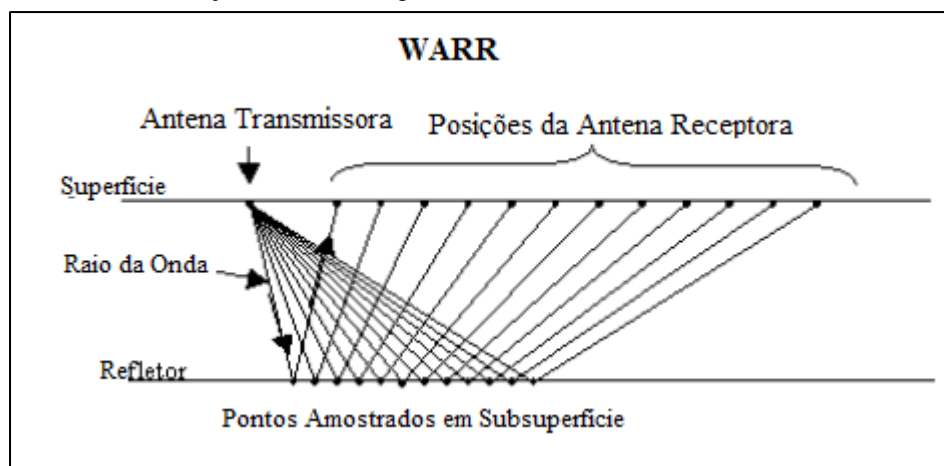 WARR
Antena Transmissora
Posições da Antena Receptora
Superfície
Raio da Onda
Refletor
Pontos Amostrados em Subsuperfície